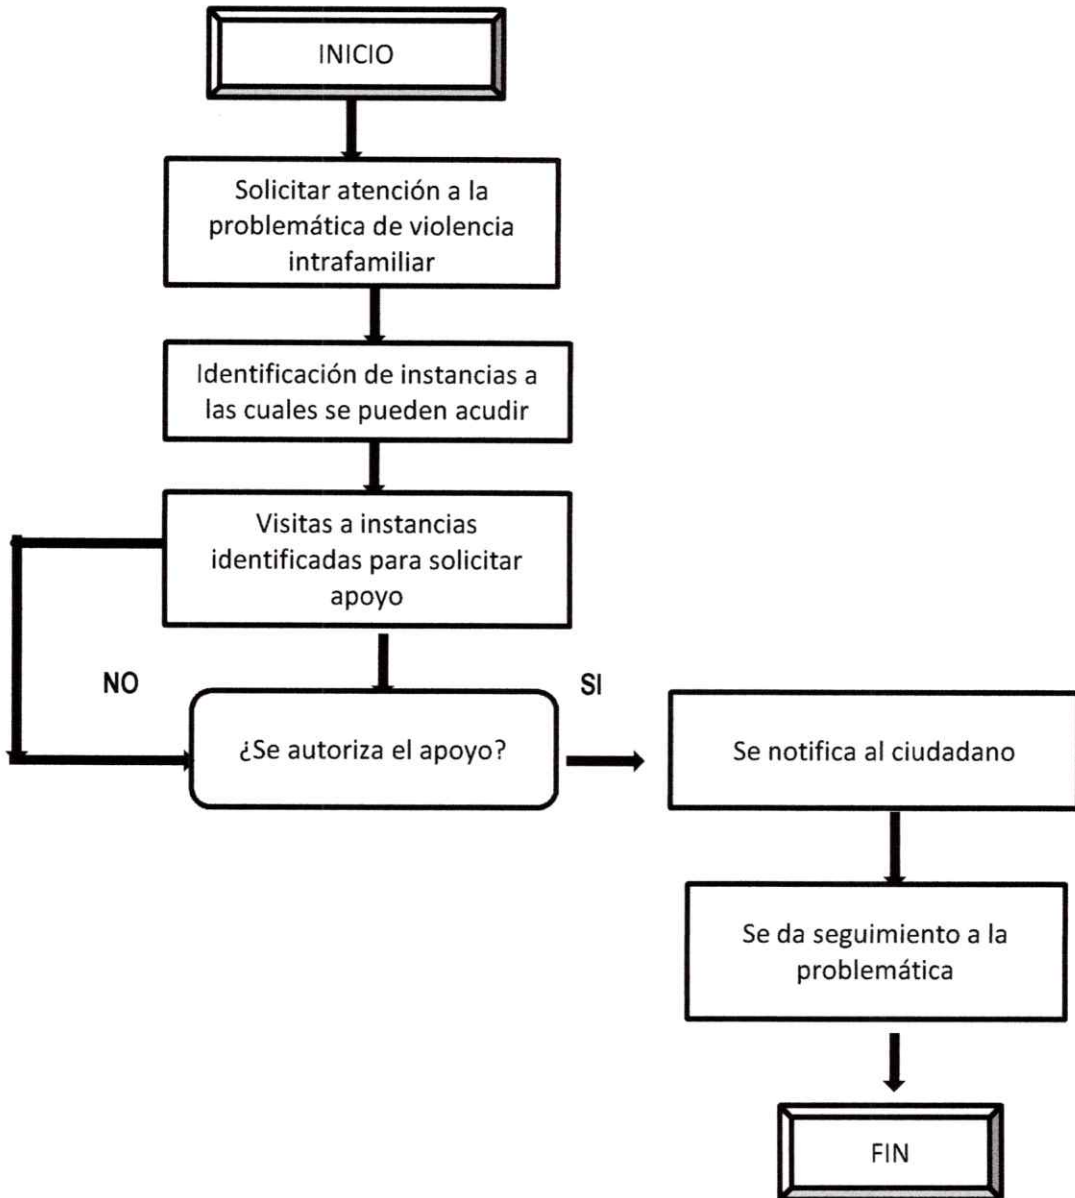 INICIO
Solicitar atención a la
problemática de violencia
intrafamiliar
Identificación de instancias a
las cuales se pueden acudir
Visitas a instancias
identificadas para solicitar
apoyo
NO
SI
¿Se autoriza el apoyo?
Se notifica al ciudadano
Se da seguimiento a la
problemática
FIN